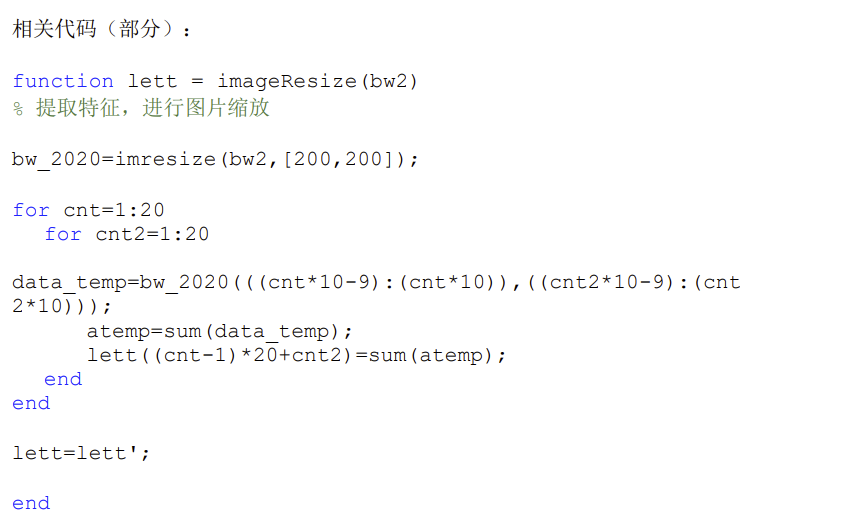 相关代码（部分）：
function lett = imageResize(bw2)
% 提取特征，进行图片缩放
bw_2020=imresize(bw2,[200,200]);
for cnt=1:20
for cnt2=1:20
data_temp=bw_2020(((cnt*10-9):(cnt*10)),((cnt2*10-9):(cnt
2*10)));
atemp=sum(data_temp);
lett((cnt-1)*20+cnt2)=sum(atemp);
end
end
lett=lett';
end